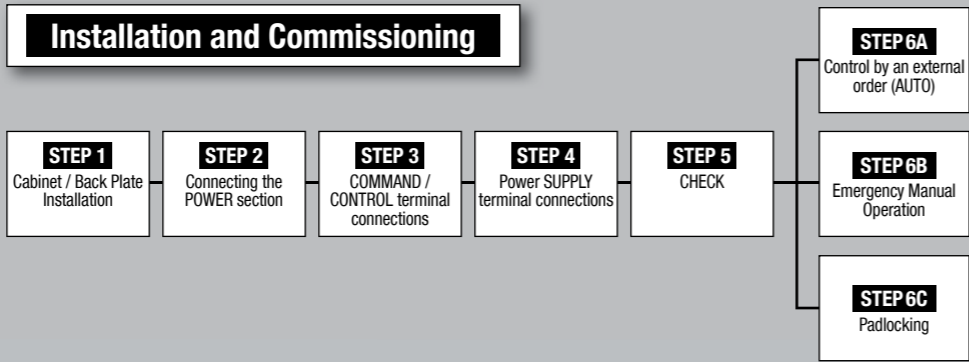 Installation and Commissioning
STEP 1
Cabinet / Back Plate
Installation
STEP 2
Connecting the
POWER section
STEP 3
COMMAND /
CONTROL terminal
connections
STEP 4
Power SUPPLY
terminal connections
STEP 5
CHECK
STEP 6A
Control by an external
order (AUTO)
STEP 6B
Emergency Manual
Operation
STEP 6C
Padlocking